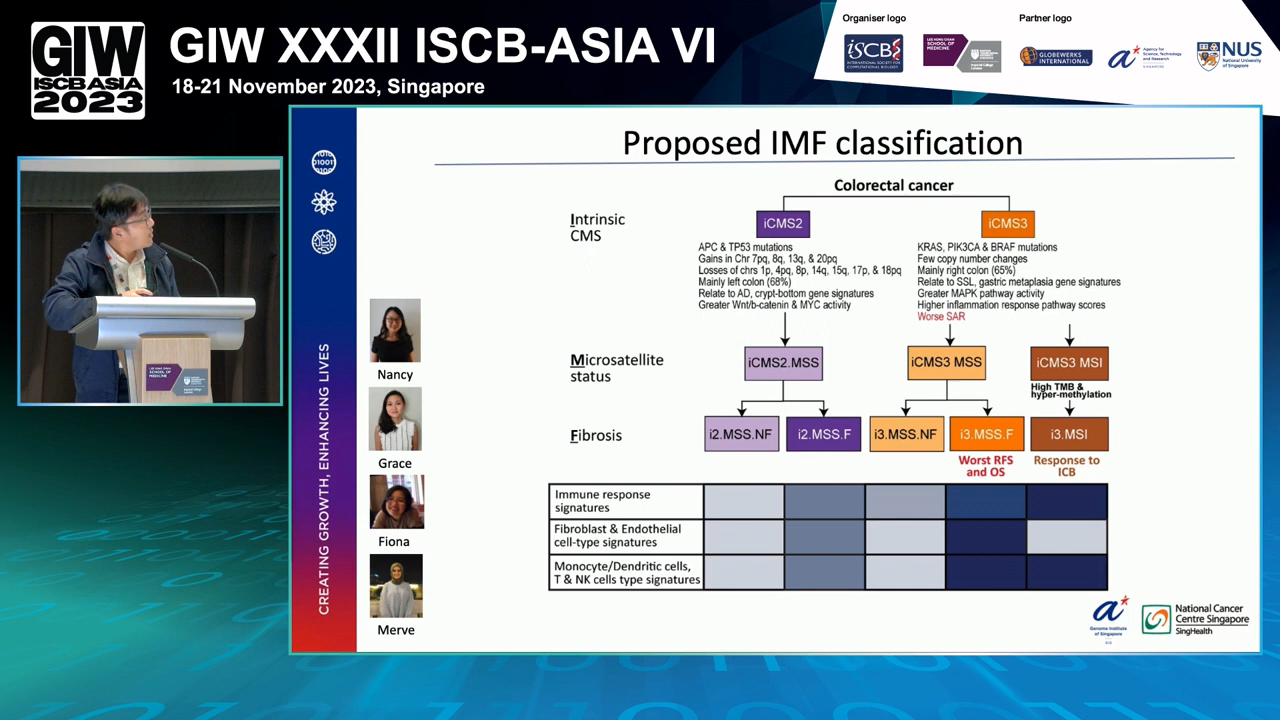 GIW
ISCB ASIA
2023
GIW XXXII ISCB-ASIA VI
18-21 November 2023, Singapore
Organiser logo
Partner logo
iSCB
INTERNATIONAL SOCIETY FOR
COMPUTATIONAL BIOLOGY
LEE KONG CHIAN
SCHOOL OF
MEDICINE
GLOBEWERKS
INTERNATIONAL
Agency for
Science, Technology
and Research
SINGAPORE
NUS
National University
of Singapore
CREATING GROWTH, ENHANCING LIVES
Proposed IMF classification
Colorectal cancer
Intrinsic
CMS
iCMS2
iCMS3
APC & TP53 mutations
Gains in Chr 7pq, 8q, 13q, & 20pq
Losses of chrs 1p, 4pq, 8p, 14q, 15q, 17p, & 18pq
Mainly left colon (68%)
Relate to AD, crypt-bottom gene signatures
Greater Wnt/b-catenin & MYC activity
KRAS, PIK3CA & BRAF mutations
Few copy number changes
Mainly right colon (65%)
Relate to SSL, gastric metaplasia gene signatures
Greater MAPK pathway activity
Higher inflammation response pathway scores
Worse SAR
Microsatellite
status
iCMS2.MSS
iCMS3 MSS
iCMS3 MSI
High TMB &
hyper-methylation
Fibrosis
i2.MSS.NF
i2.MSS.F
i3.MSS.NF
i3.MSS.F
i3.MSI
Worst RFS
and OS
Response to
ICB
Immune response
signatures
Fibroblast & Endothelial
cell-type signatures
Monocyte/Dendritic cells,
T & NK cells type signatures
Nancy
Grace
Fiona
Merve
Genome Institute
of Singapore
National Cancer
Centre Singapore
SingHealth
LEE KONG CHIAN
SCHOOL OF
MEDICINE